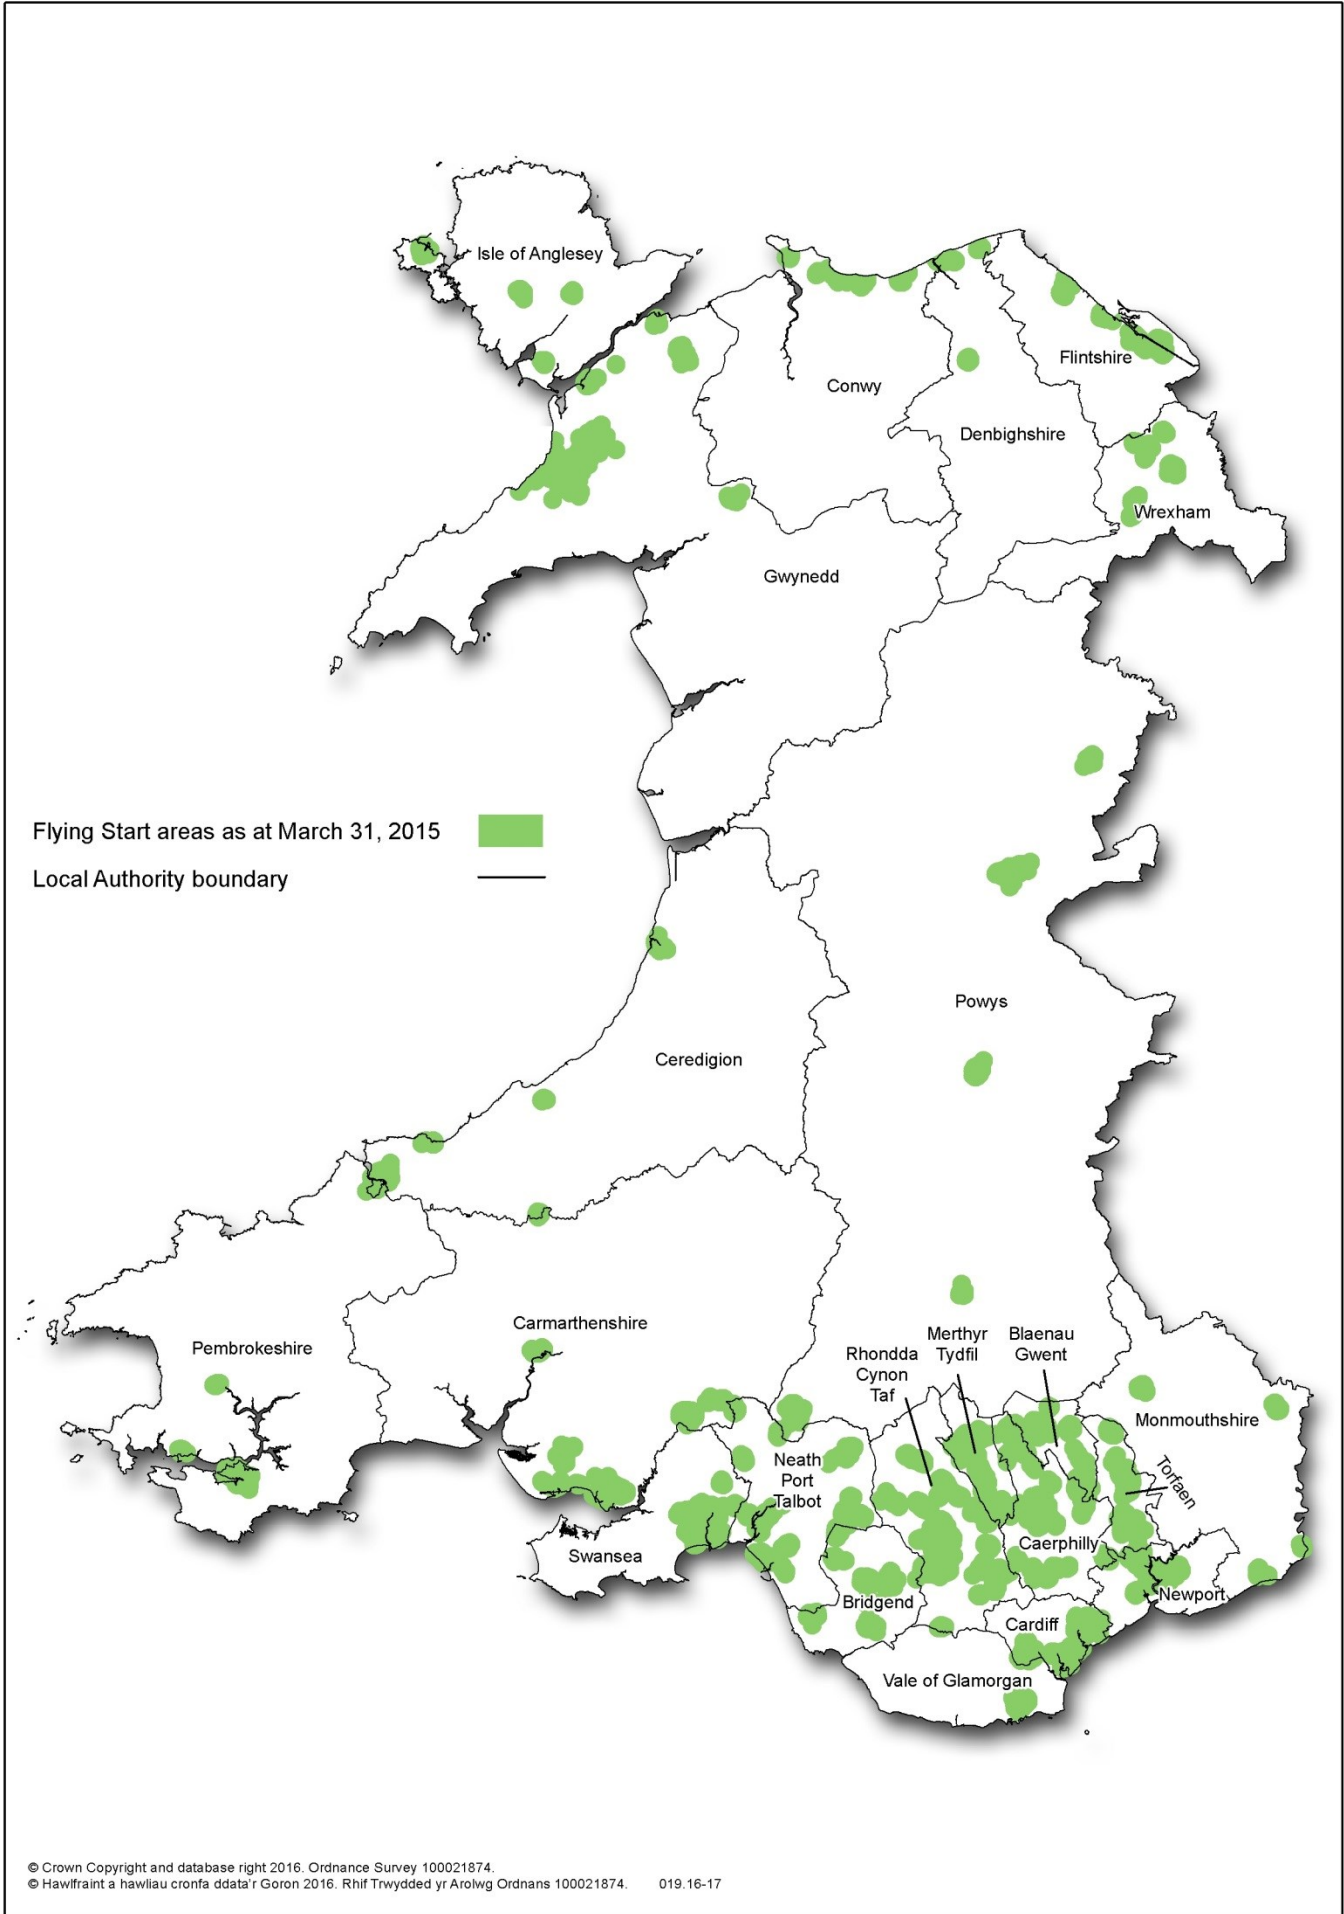 Isle of Anglesey
Flintshire
Conwy
Denbighshire
Wrexham
Gwynedd
Flying Start areas as at March 31, 2015
Local Authority boundary
Powys
Ceredigion
Carmarthenshire
Pembrokeshire
Rhondda
Cynon
Taf
Merthyr
Tydfil
Blaenau
Gwent
Monmouthshire
Neath
Port
Talbot
Torfaen
Swansea
Caerphilly
Bridgend
Newport
Cardiff
Vale of Glamorgan
© Crown Copyright and database right 2016. Ordnance Survey 100021874.
© Hawlfraint a hawliau cronfa ddata'r Goron 2016. Rhif Trwydded yr Arolwg Ordnans 100021874. 019.16-17